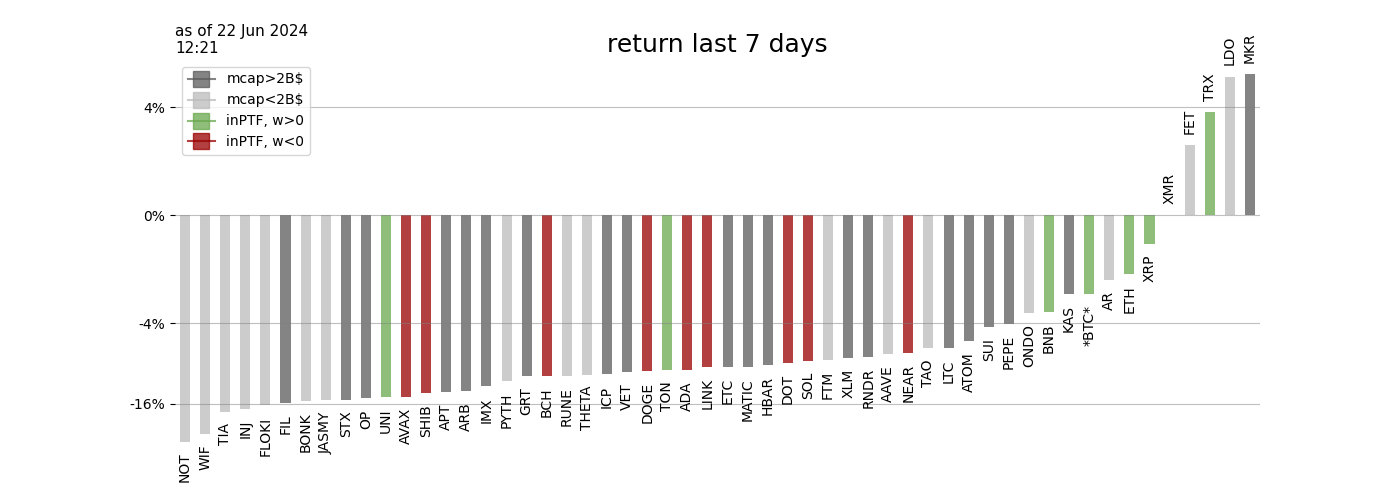 as of 22 Jun 2024
12:21
return last 7 days
mcap>2B$
mcap<2B$
inPTF, w>0
inPTF, w<0
4%
0%
-4%
-16%
NOT
WIF
TIA
INJ
FLOKI
FIL
BONK
JASMY
STX
OP
UNI
AVAX
SHIB
APT
ARB
IMX
PYTH
GRT
BCH
RUNE
THETA
ICP
VET
DOGE
TON
ADA
LINK
ETC
MATIC
HBAR
DOT
SOL
FTM
XLM
RNDR
AAVE
NEAR
TAO
LTC
ATOM
SUI
PEPE
ONDO
BNB
KAS
*BTC*
AR
ETH
XRP
XMR
FET
TRX
LDO
MKR